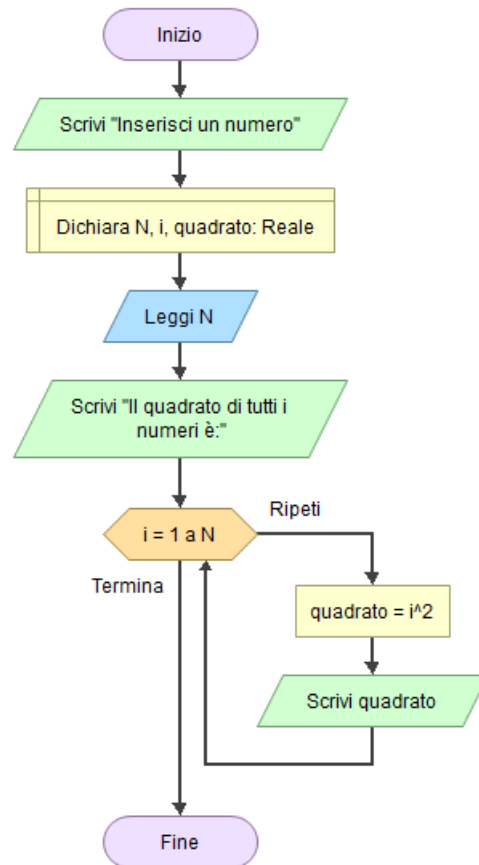 Inizio
Scrivi "Inserisci un numero"
Dichiara N, i, quadrato: Reale
Leggi N
Scrivi "Il quadrato di tutti i
numeri è:"
i = 1 a N
Ripeti
Termina
quadrato = i^2
Scrivi quadrato
Fine